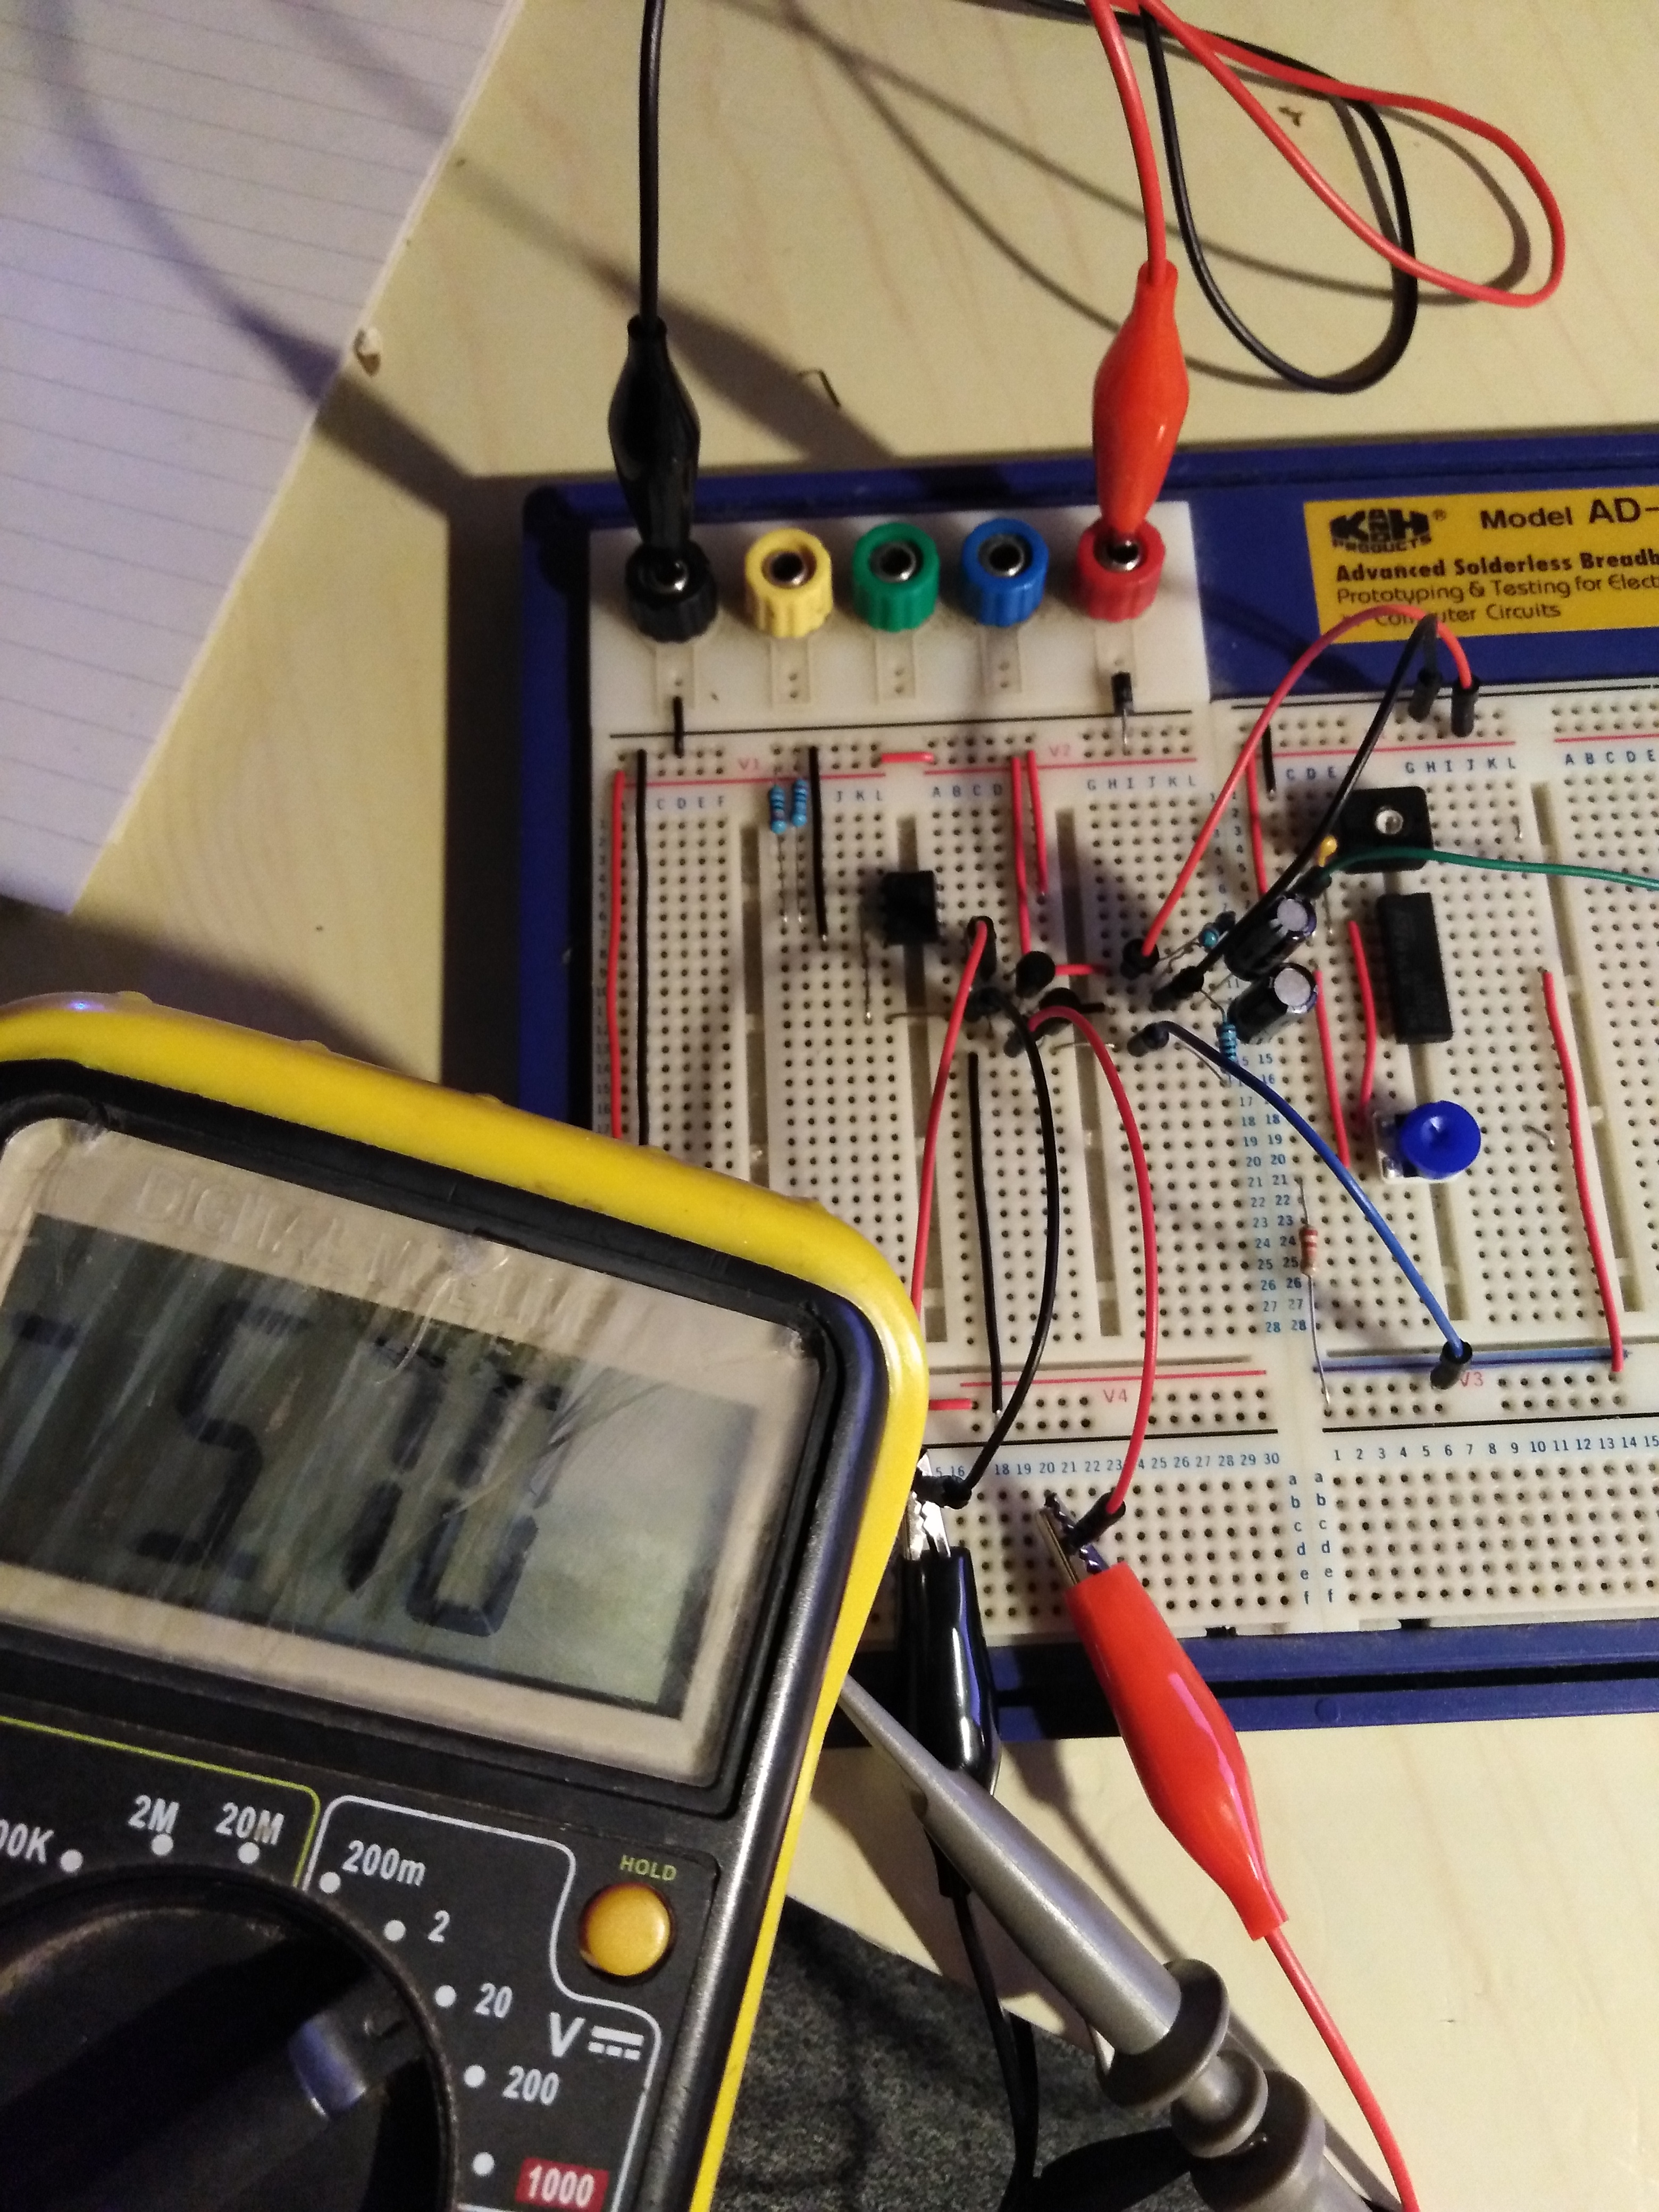 K AND H ®
PRODUCTS
Model AD-
Advanced Solderless Breadb
Prototyping & Testing for Elect
Computer Circuits
V1
V2
C D E F
J K L
A B C D
G H I J K L
C D E
G H I J K L
A B C D E
15
16
17
18 18
19 19
20 20
21 21
22 22
23 23
24 24
25 25
26 26
27 27
28 28
V4
V3
16 18 19 20 21 22 23 24 25 26 27 28 29 30
1 2 3 4 5 6 7 8 9 10 11 12 13 14 15
a a
b b
c c
d d
e e
f f
DIGITAL
00K
2M
20M
200m
HOLD
2
20
V
200
1000